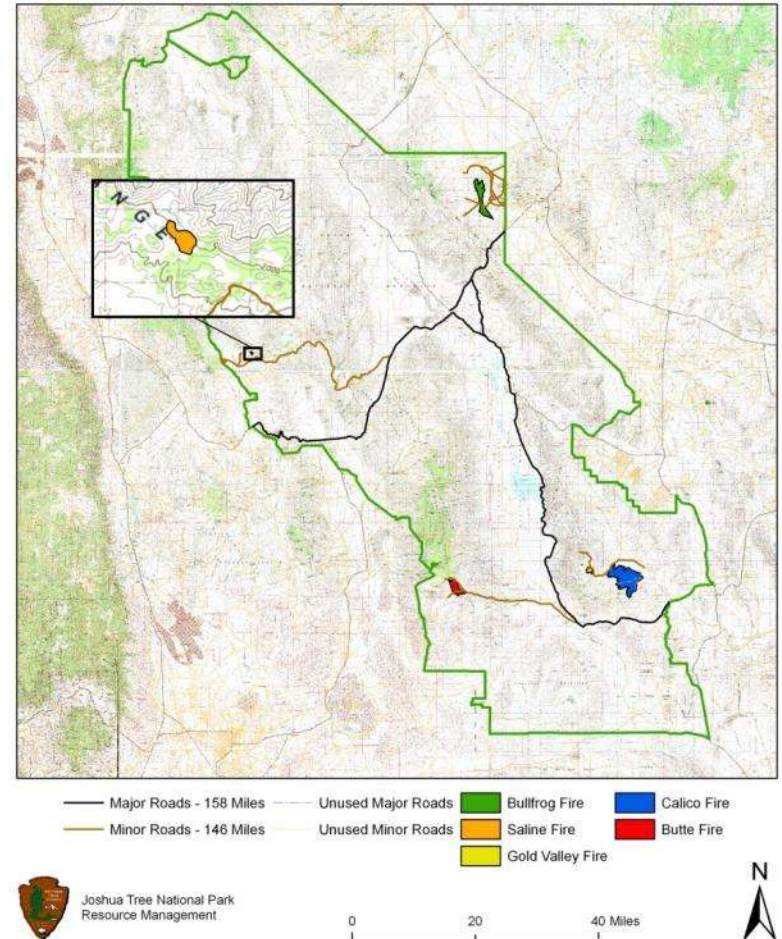 N G E
2000
Major Roads - 158 Miles
Minor Roads - 146 Miles
Unused Major Roads
Unused Minor Roads
Bullfrog Fire
Saline Fire
Gold Valley Fire
Calico Fire
Butte Fire
Joshua Tree National Park
Resource Management
0 20 40 Miles
N